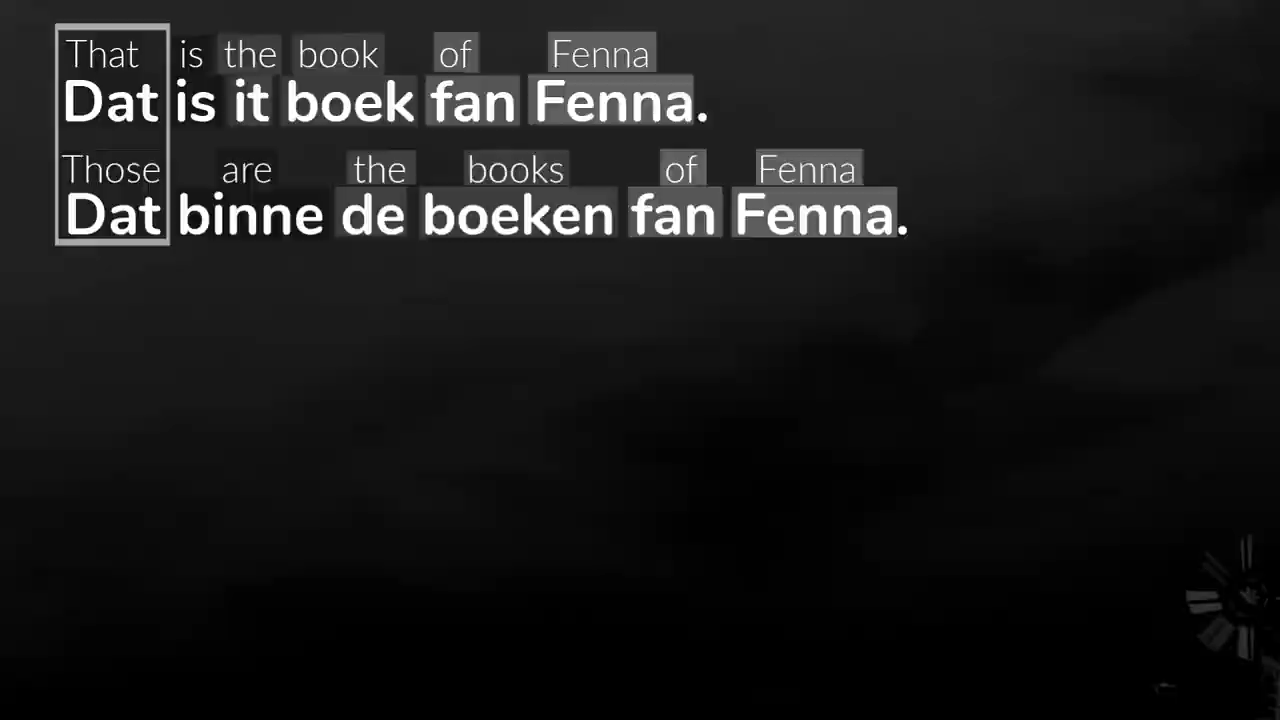 That is the book of Fenna
Dat is it boek fan Fenna.
Those are the books of Fenna
Dat binne de boeken fan Fenna.